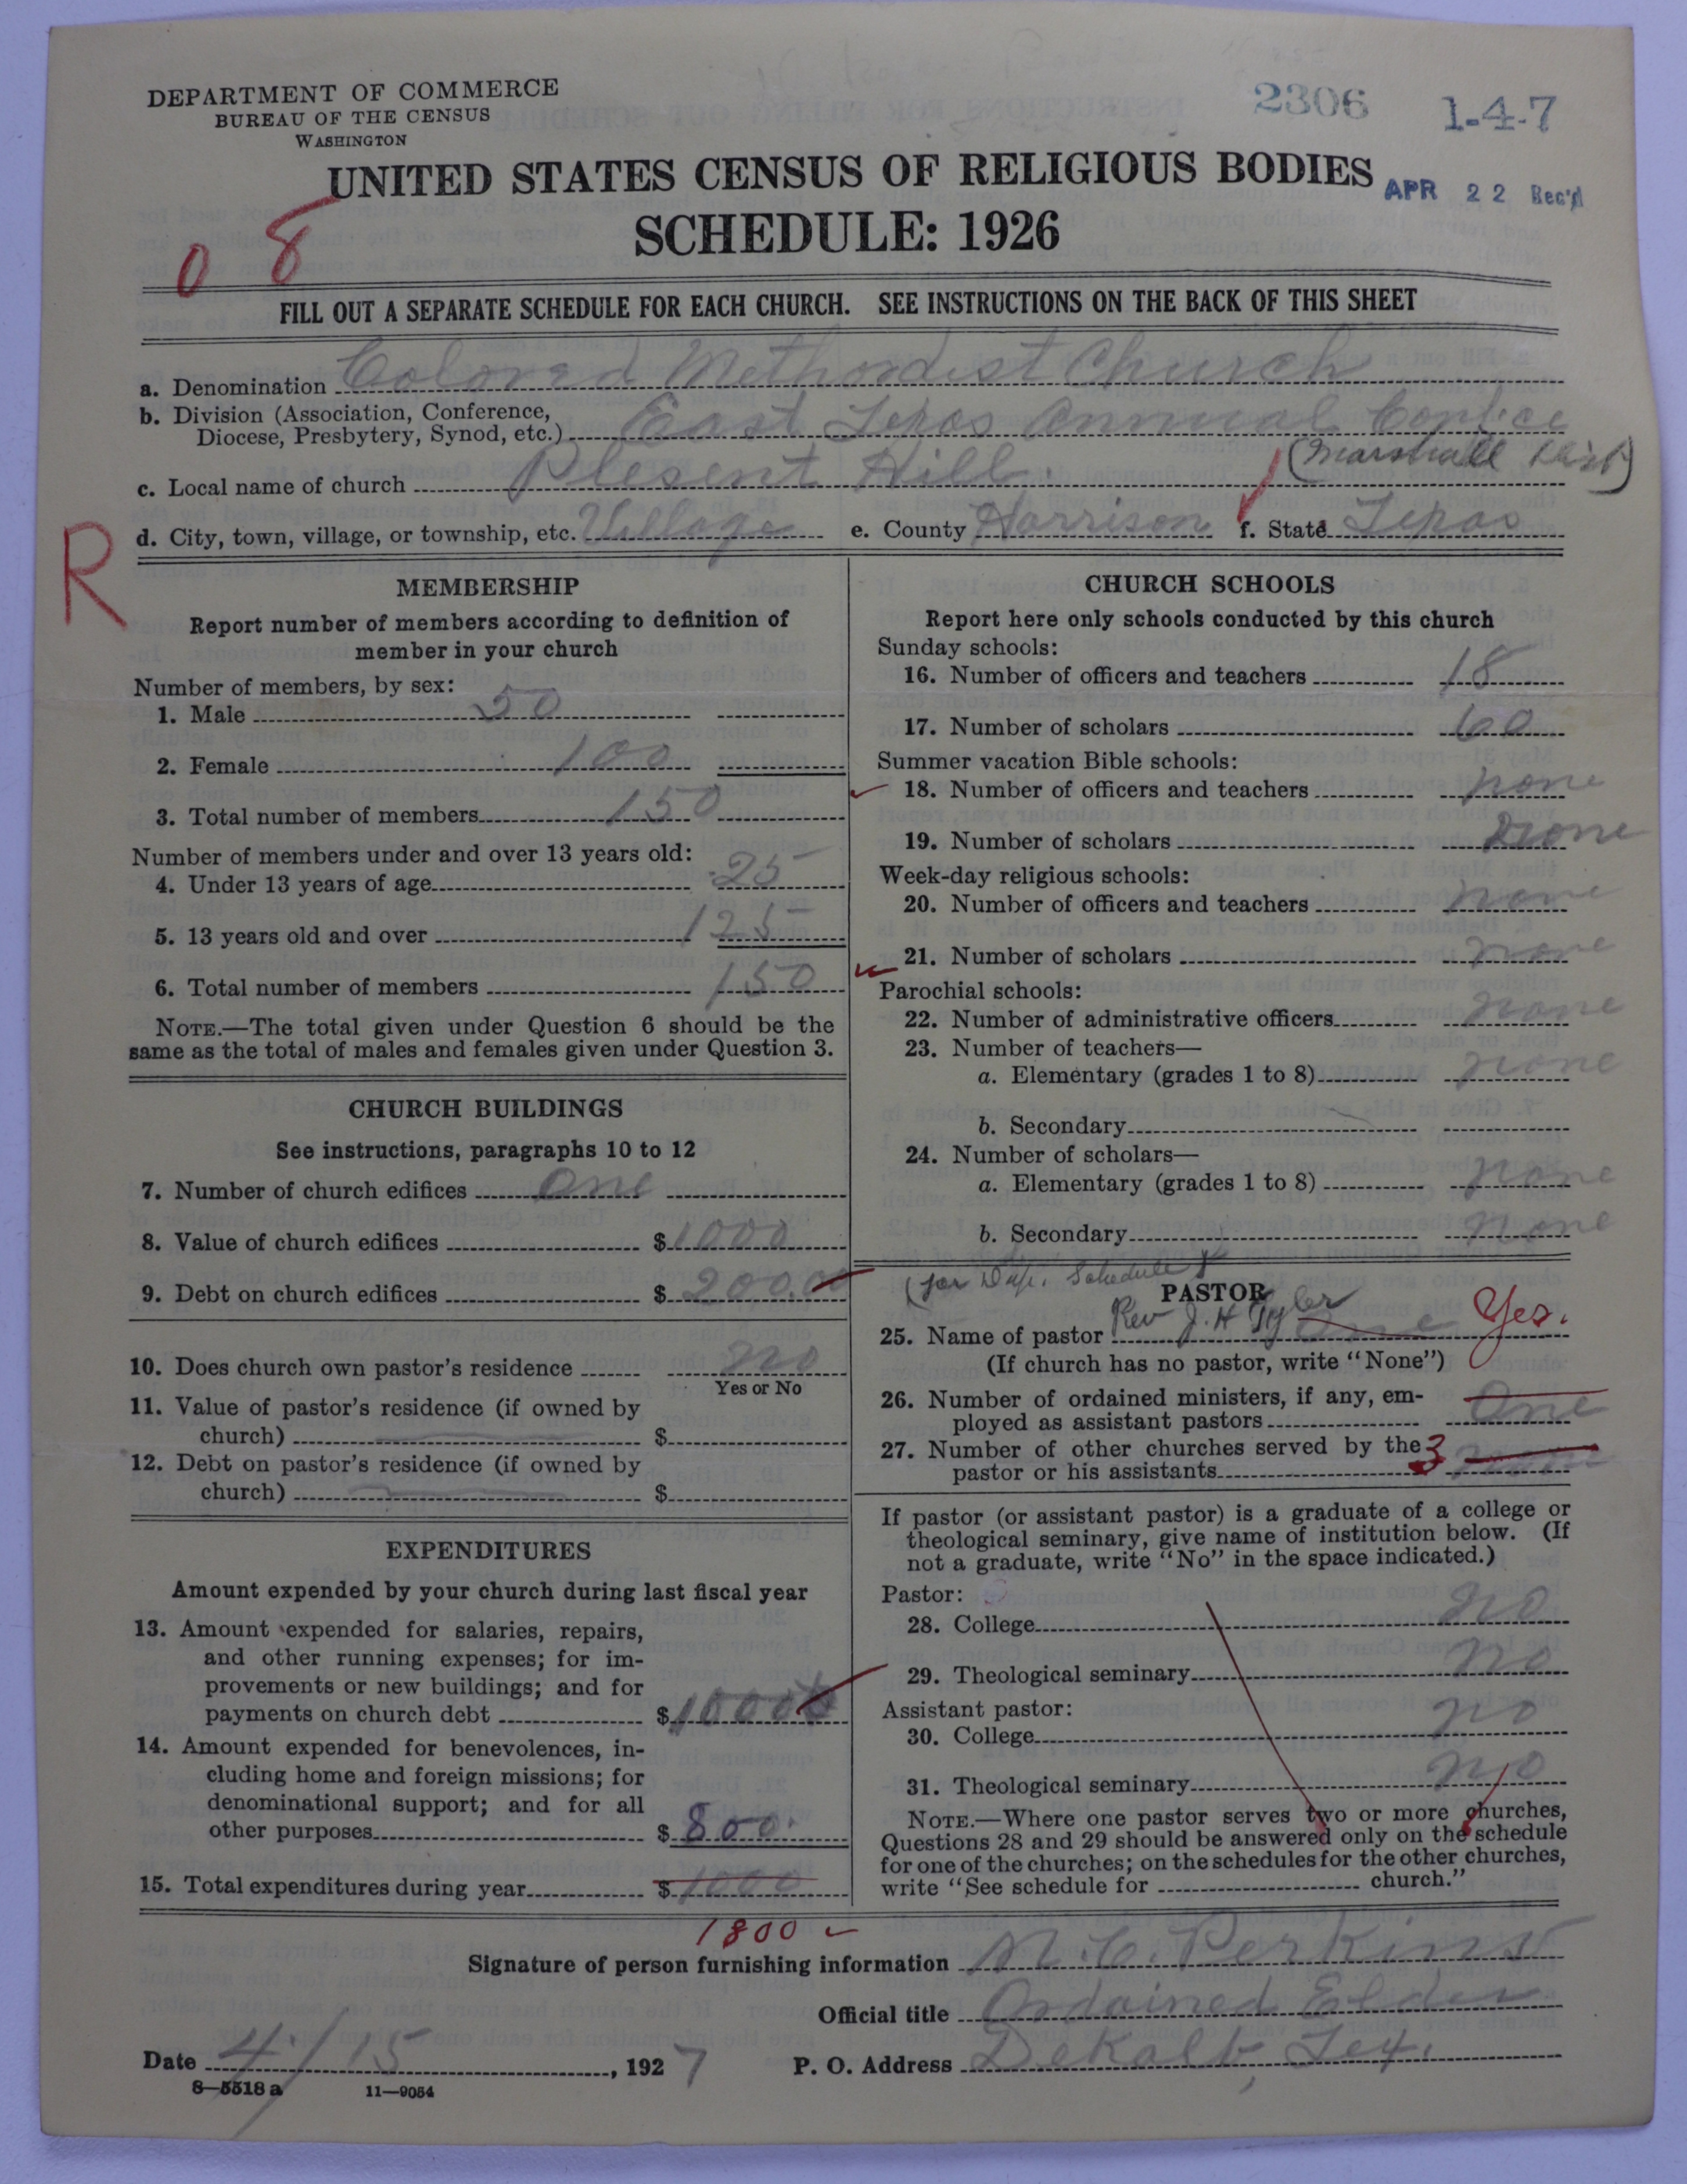 DEPARTMENT OF COMMERCE
BUREAU OF THE CENSUS
WASHINGTON
2306 1-4-7
UNITED STATES CENSUS OF RELIGIOUS BODIES
APR 22 Rec'd
SCHEDULE: 1926
0 8
FILL OUT A SEPARATE SCHEDULE FOR EACH CHURCH. SEE INSTRUCTIONS ON THE BACK OF THIS SHEET
a. Denomination Colored Methodist Church
b. Division (Association, Conference,
Diocese, Presbytery, Synod, etc.) East Texas Annual
c. Local name of church Plesent Hill. (Marshall Dist)
d. City, town, village, or township, etc. Village e. County Harrison f. State Texas
R
MEMBERSHIP
Report number of members according to definition of
member in your church
Number of members, by sex:
1. Male 50
2. Female 100
3. Total number of members 150
Number of members under and over 13 years old:
4. Under 13 years of age 25
5. 13 years old and over 125
6. Total number of members 150
NOTE.—The total given under Question 6 should be the
same as the total of males and females given under Question 3.
CHURCH BUILDINGS
See instructions, paragraphs 10 to 12
7. Number of church edifices one
8. Value of church edifices $1000
9. Debt on church edifices $200.00
10. Does church own pastor's residence no
Yes or No
11. Value of pastor's residence (if owned by
church) $
12. Debt on pastor's residence (if owned by
church) $
EXPENDITURES
Amount expended by your church during last fiscal year
13. Amount expended for salaries, repairs,
and other running expenses; for im-
provements or new buildings; and for
payments on church debt $1000
14. Amount expended for benevolences, in-
cluding home and foreign missions; for
denominational support; and for all
other purposes $800.
15. Total expenditures during year $1000
1800
CHURCH SCHOOLS
Report here only schools conducted by this church
Sunday schools:
16. Number of officers and teachers 18
17. Number of scholars 60
Summer vacation Bible schools:
18. Number of officers and teachers none
19. Number of scholars none
Week-day religious schools:
20. Number of officers and teachers none
21. Number of scholars none
Parochial schools:
22. Number of administrative officers none
23. Number of teachers—
a. Elementary (grades 1 to 8) none
b. Secondary
24. Number of scholars—
a. Elementary (grades 1 to 8) none
b. Secondary none
(for Dup. Schedule
PASTOR
25. Name of pastor Rev J. H Tyler one Yes.
(If church has no pastor, write "None")
26. Number of ordained ministers, if any, em-
ployed as assistant pastors One
27. Number of other churches served by the 3
pastor or his assistants none
If pastor (or assistant pastor) is a graduate of a college or
theological seminary, give name of institution below. (If
not a graduate, write "No" in the space indicated.)
Pastor:
28. College no
29. Theological seminary no
Assistant pastor:
30. College no
31. Theological seminary no
NOTE.—Where one pastor serves two or more churches,
Questions 28 and 29 should be answered only on the schedule
for one of the churches; on the schedules for the other churches,
write "See schedule for church."
Signature of person furnishing information N. C. Perkins
Official title Ordained Elder
Date 4/15, 1927 P. O. Address DeKalb, Tex.
8—5518 a 11—9054